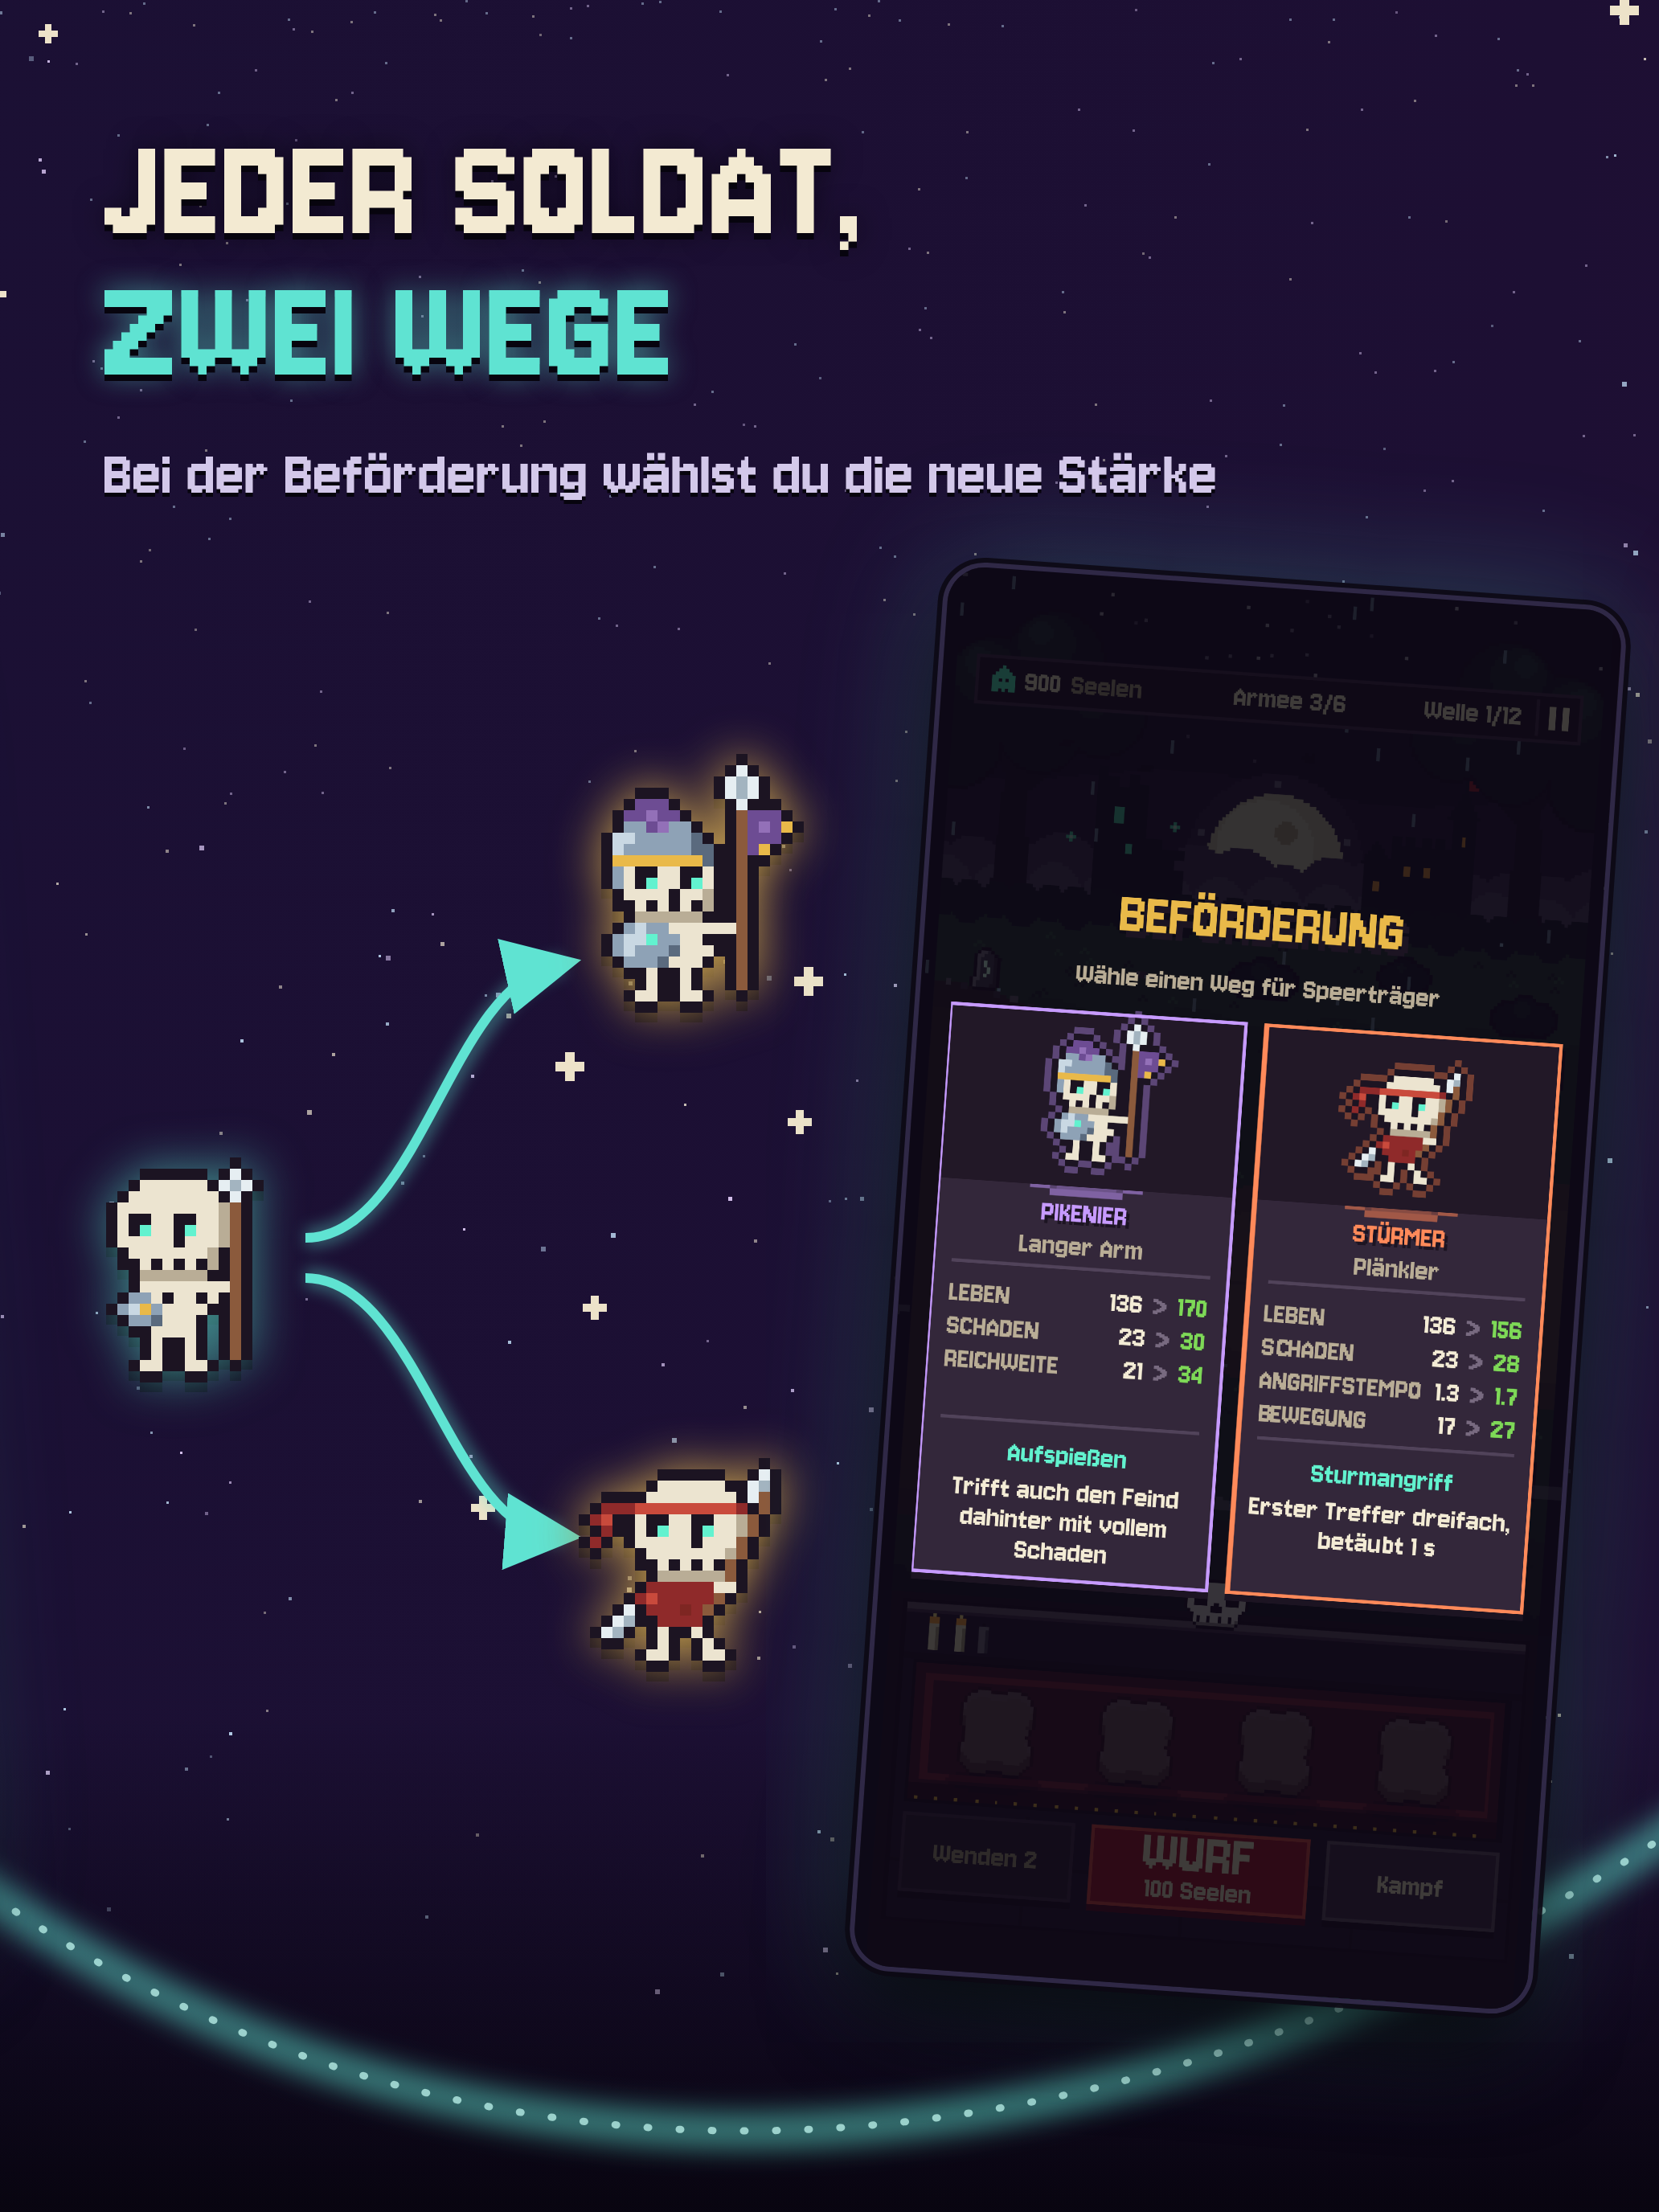 JEDER SOLDAT,
ZWEI WEGE
Bei der Beförderung wählst du die neue Stärke
900 Seelen
Armee 3/6
Welle 1/12
BEFÖRDERUNG
Wähle einen Weg für Speerträger
PIKENIER
Langer Arm
LEBEN 136 > 170
SCHADEN 23 > 30
REICHWEITE 21 > 34
Aufspießen
Trifft auch den Feind
dahinter mit vollem
Schaden
STÜRMER
Plänkler
LEBEN 136 > 156
SCHADEN 23 > 28
ANGRIFFSTEMPO 1.3 > 1.7
BEWEGUNG 17 > 27
Sturmangriff
Erster Treffer dreifach,
betäubt 1 s
Wenden 2
WURF
100 Seelen
Kampf